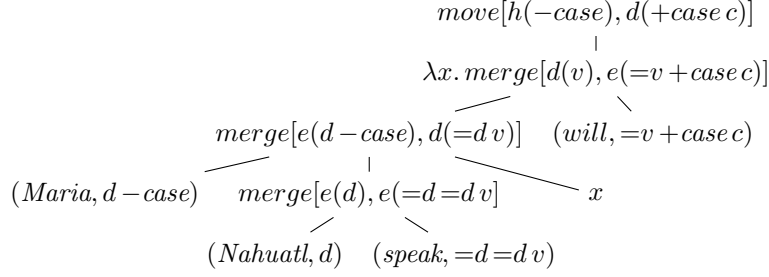 move[h(−case), d(+case c)]
λx. merge[d(v), e(=v +case c)]
merge[e(d −case), d(=d v)] (will, =v +case c)
(Maria, d −case) merge[e(d), e(=d =d v)] x
(Nahuatl, d) (speak, =d =d v)